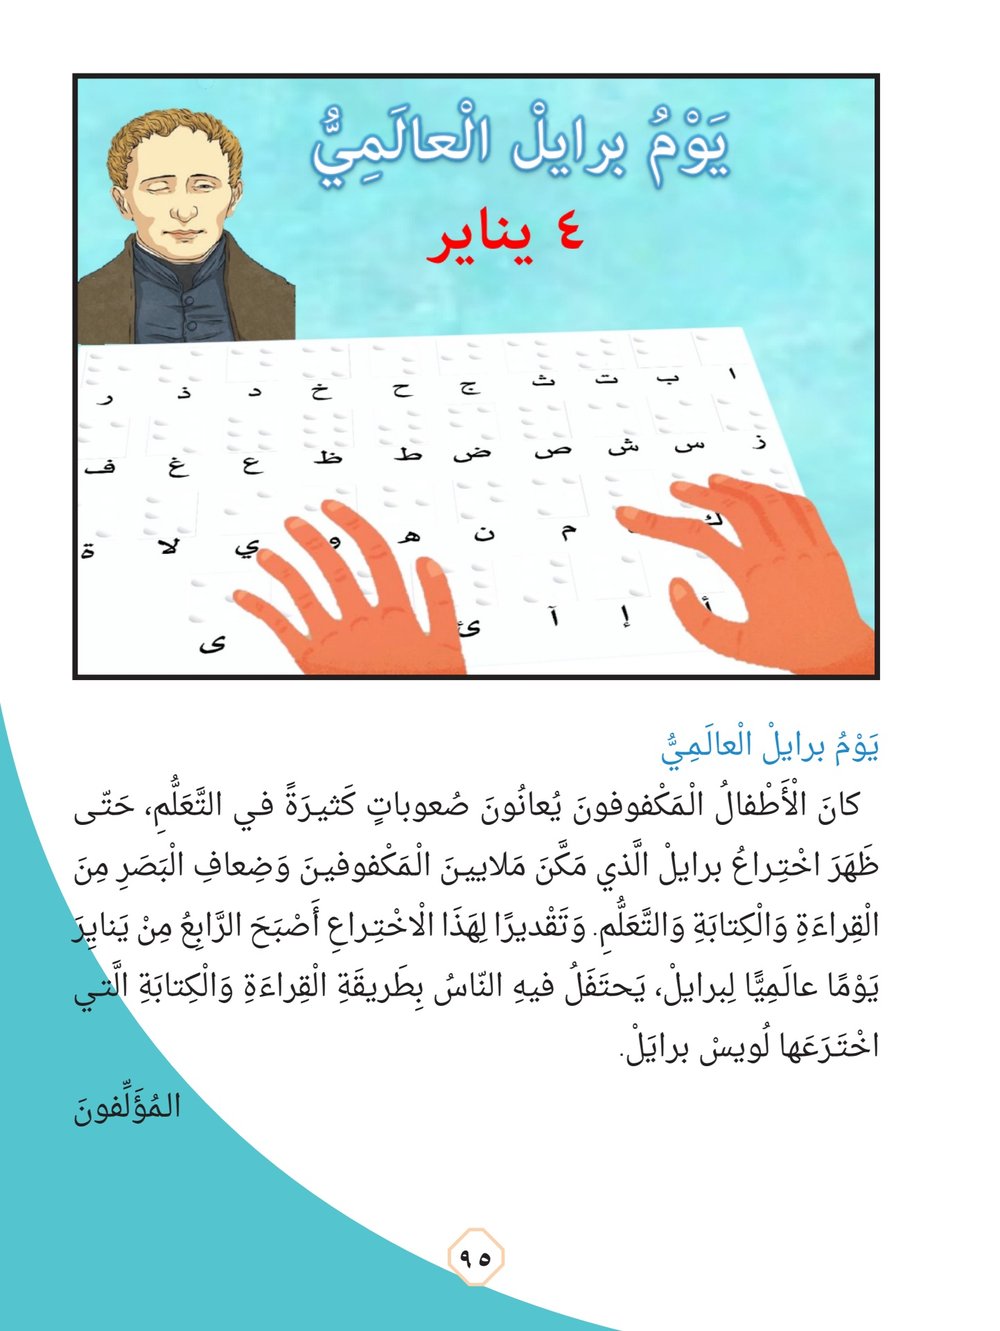 يَوْمُ برايلْ الْعالَمِيُّ
٤ يناير
ا ب ت ث ج ح خ د ذ ر
ز س ش ص ض ط ظ ع غ ف
ك م ن هـ و ي لا ة
أ إ آ ئ ى
يَوْمُ برايلْ الْعالَمِيُّ
كانَ الْأَطْفالُ الْمَكْفوفونَ يُعانُونَ صُعوباتٍ كَثيرَةً في التَّعَلُّمِ، حَتّى
ظَهَرَ اخْتِراعُ برايلْ الَّذي مَكَّنَ مَلايينَ الْمَكْفوفينَ وَضِعافِ الْبَصَرِ مِنَ
الْقِراءَةِ وَالْكِتابَةِ وَالتَّعَلُّمِ. وَتَقْديرًا لِهَذَا الْاخْتِراعِ أَصْبَحَ الرَّابِعُ مِنْ يَنايِرَ
يَوْمًا عالَمِيًّا لِبرايلْ، يَحتَفَلُ فيهِ النّاسُ بِطَريقَةِ الْقِراءَةِ وَالْكِتابَةِ الَّتي
اخْتَرَعَها لُويسْ برايَلْ.
المُؤَلِّفونَ
٩٥